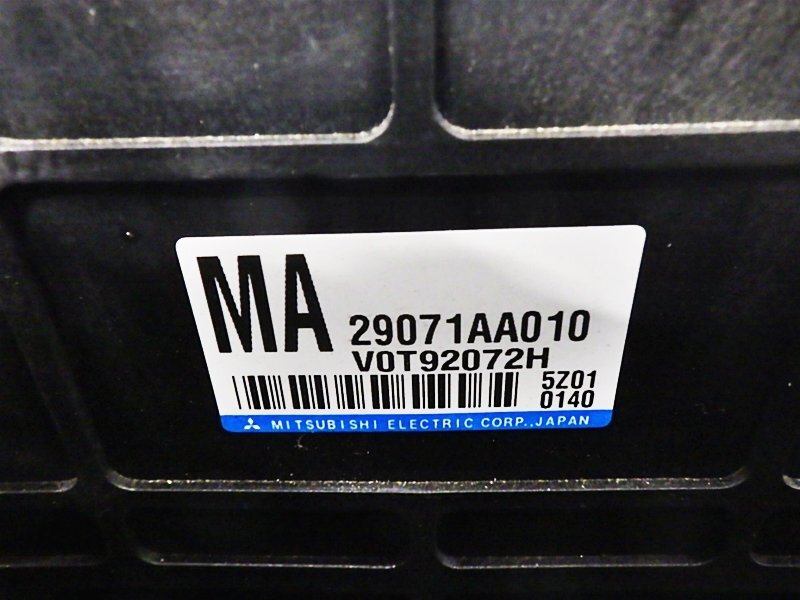 MA 29071AA010
V0T92072H
5Z01
0140
MITSUBISHI ELECTRIC CORP.,JAPAN